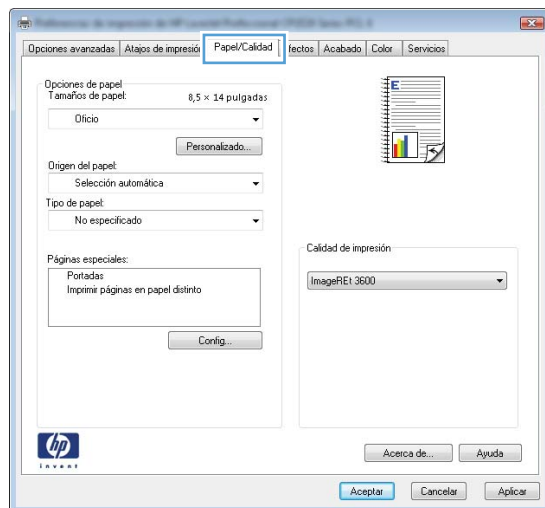 Opciones avanzadas Atajos de impresió Papel/Calidad fectos Acabado Color Servicios
Opciones de papel
Tamaños de papel: 8,5 × 14 pulgadas
Oficio
Personalizado...
Origen del papel:
Selección automática
Tipo de papel:
No especificado
Páginas especiales:
Portadas
Imprimir páginas en papel distinto
Config...
E
Calidad de impresión
ImageREt 3600
hp
invent
Acerca de... Ayuda
Aceptar Cancelar Aplicar